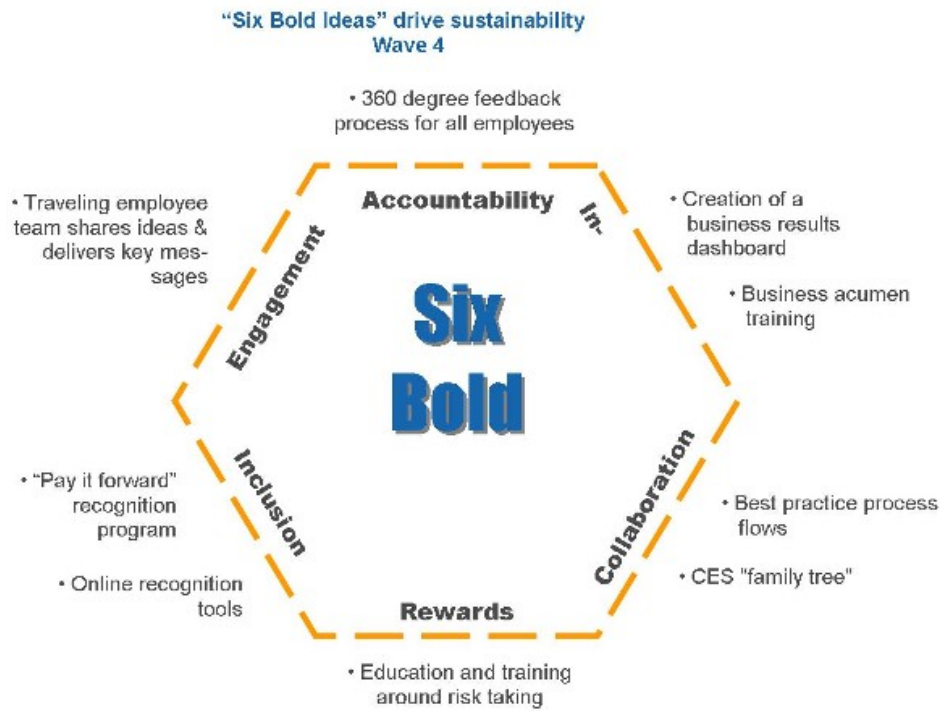 “Six Bold Ideas” drive sustainability
Wave 4
• 360 degree feedback
process for all employees
Accountability
In-
• Creation of a
business results
dashboard
• Business acumen
training
• Traveling employee
team shares ideas &
delivers key mes-
sages
Engagement
Six
Bold
Inclusion
• “Pay it forward”
recognition
program
• Online recognition
tools
Collaboration
• Best practice process
flows
• CES "family tree"
Rewards
• Education and training
around risk taking